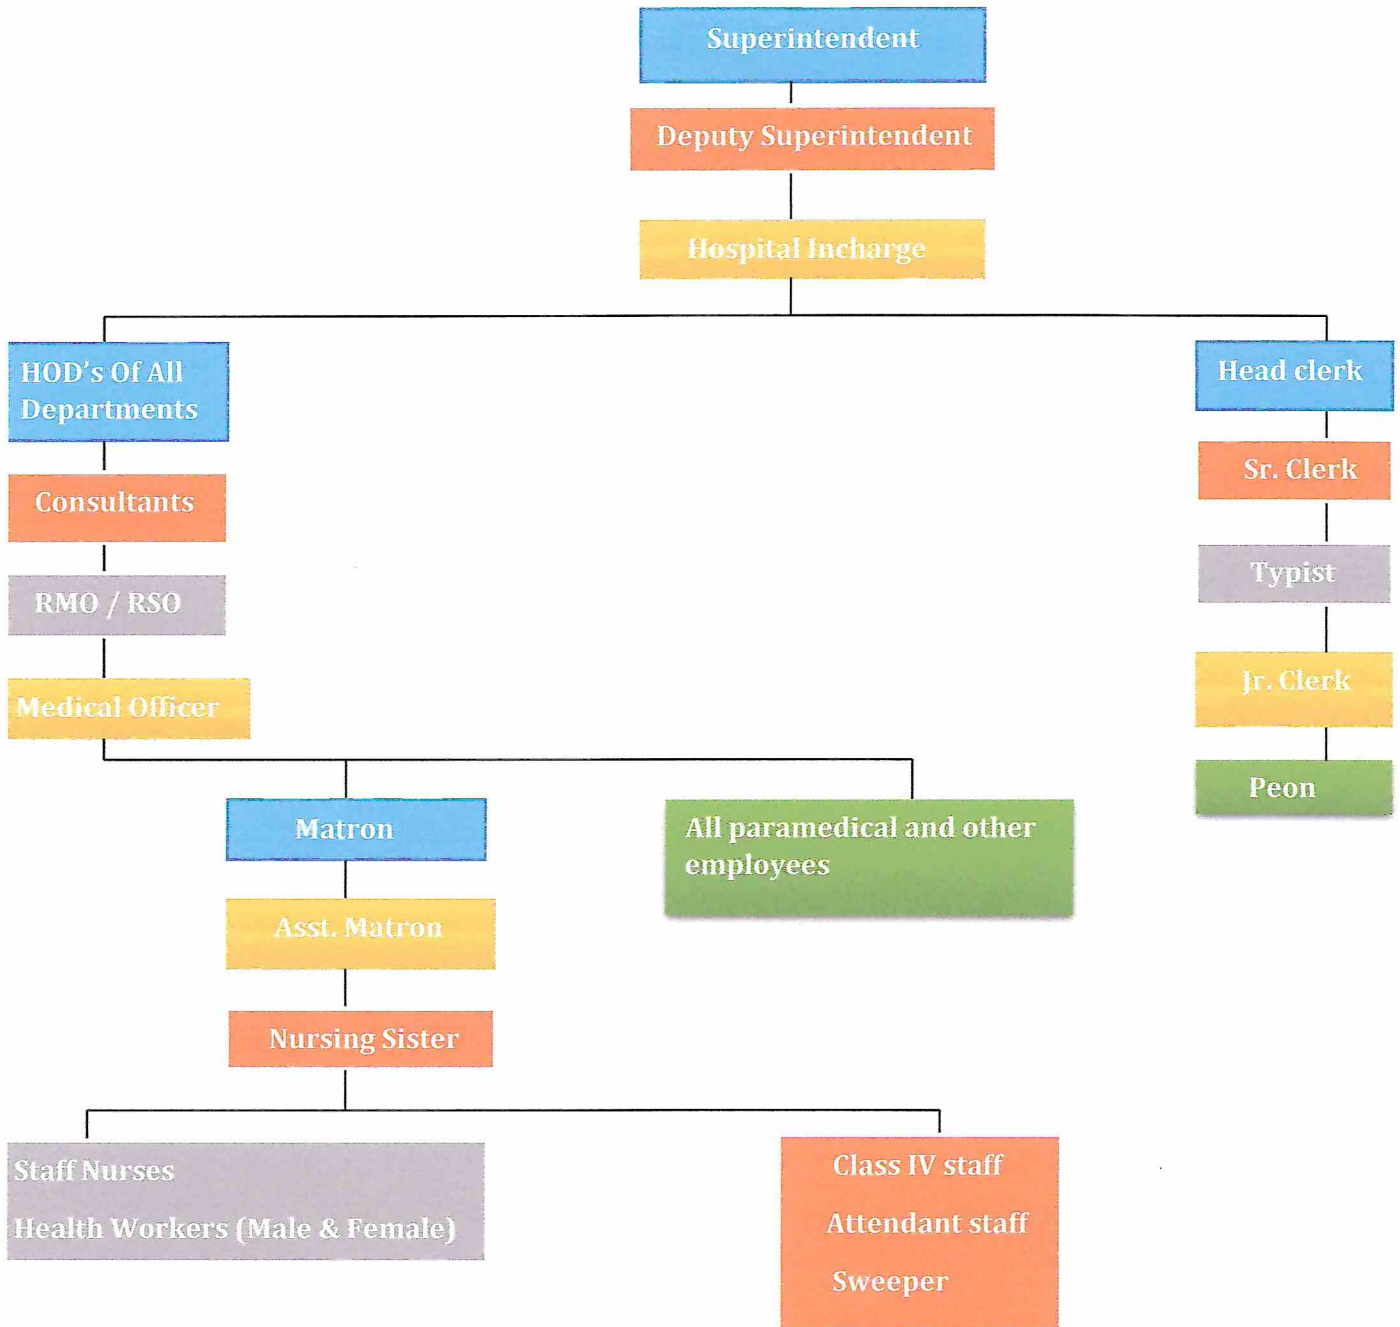 Superintendent
Deputy Superintendent
Hospital Incharge
HOD's Of All
Departments
Consultants
RMO / RSO
Medical Officer
Head clerk
Sr. Clerk
Typist
Jr. Clerk
Peon
Matron
Asst. Matron
Nursing Sister
All paramedical and other
employees
Staff Nurses
Health Workers (Male & Female)
Class IV staff
Attendant staff
Sweeper